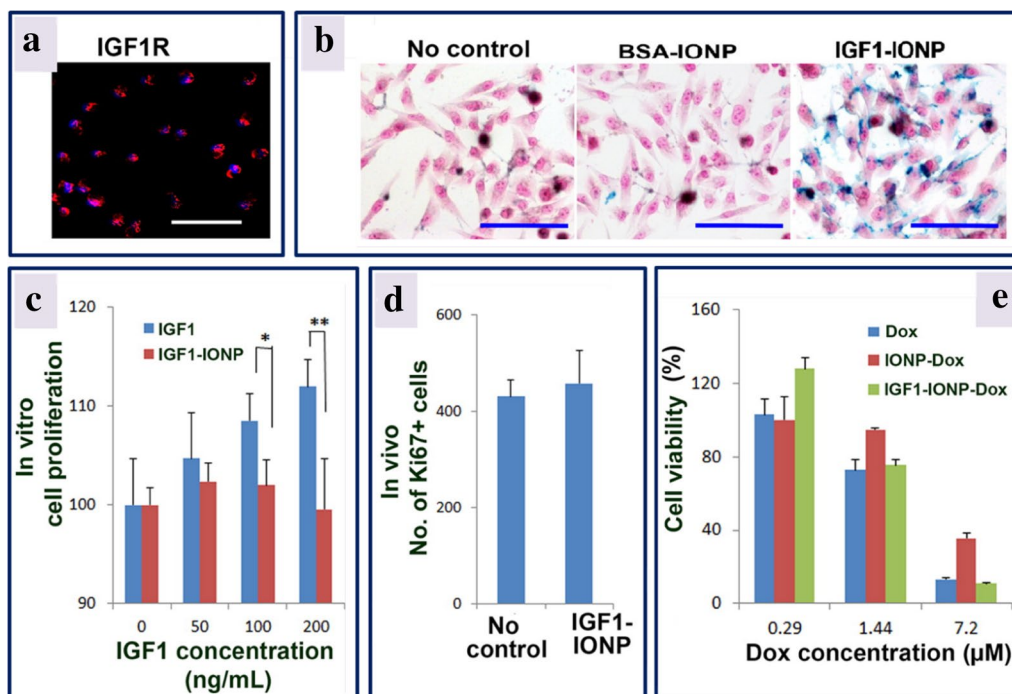 a
IGF1R
b
No control
BSA-IONP
IGF1-IONP
c
120
110
100
90
In vitro
cell proliferation
IGF1
IGF1-IONP
*
**
0 50 100 200
IGF1 concentration
(ng/mL)
d
600
400
200
0
In vivo
No. of Ki67+ cells
No
control
IGF1-
IONP
e
160
120
80
40
0
Cell viability (%)
Dox
IONP-Dox
IGF1-IONP-Dox
0.29 1.44 7.2
Dox concentration (µM)